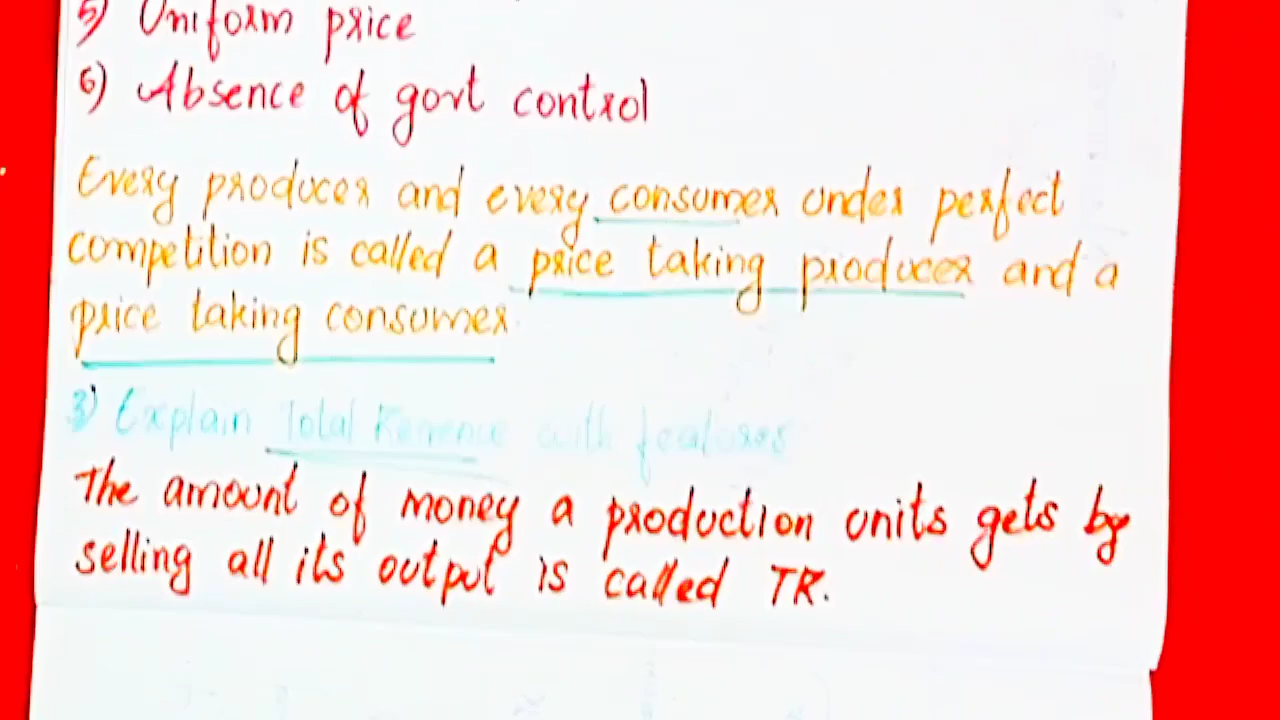 5) Uniform price
6) Absence of govt control
Every producer and every consumer under perfect
competition is called a price taking producer and a
price taking consumer
3) Explain Total Revenue with features
The amount of money a production units gets by
selling all its output is called TR.